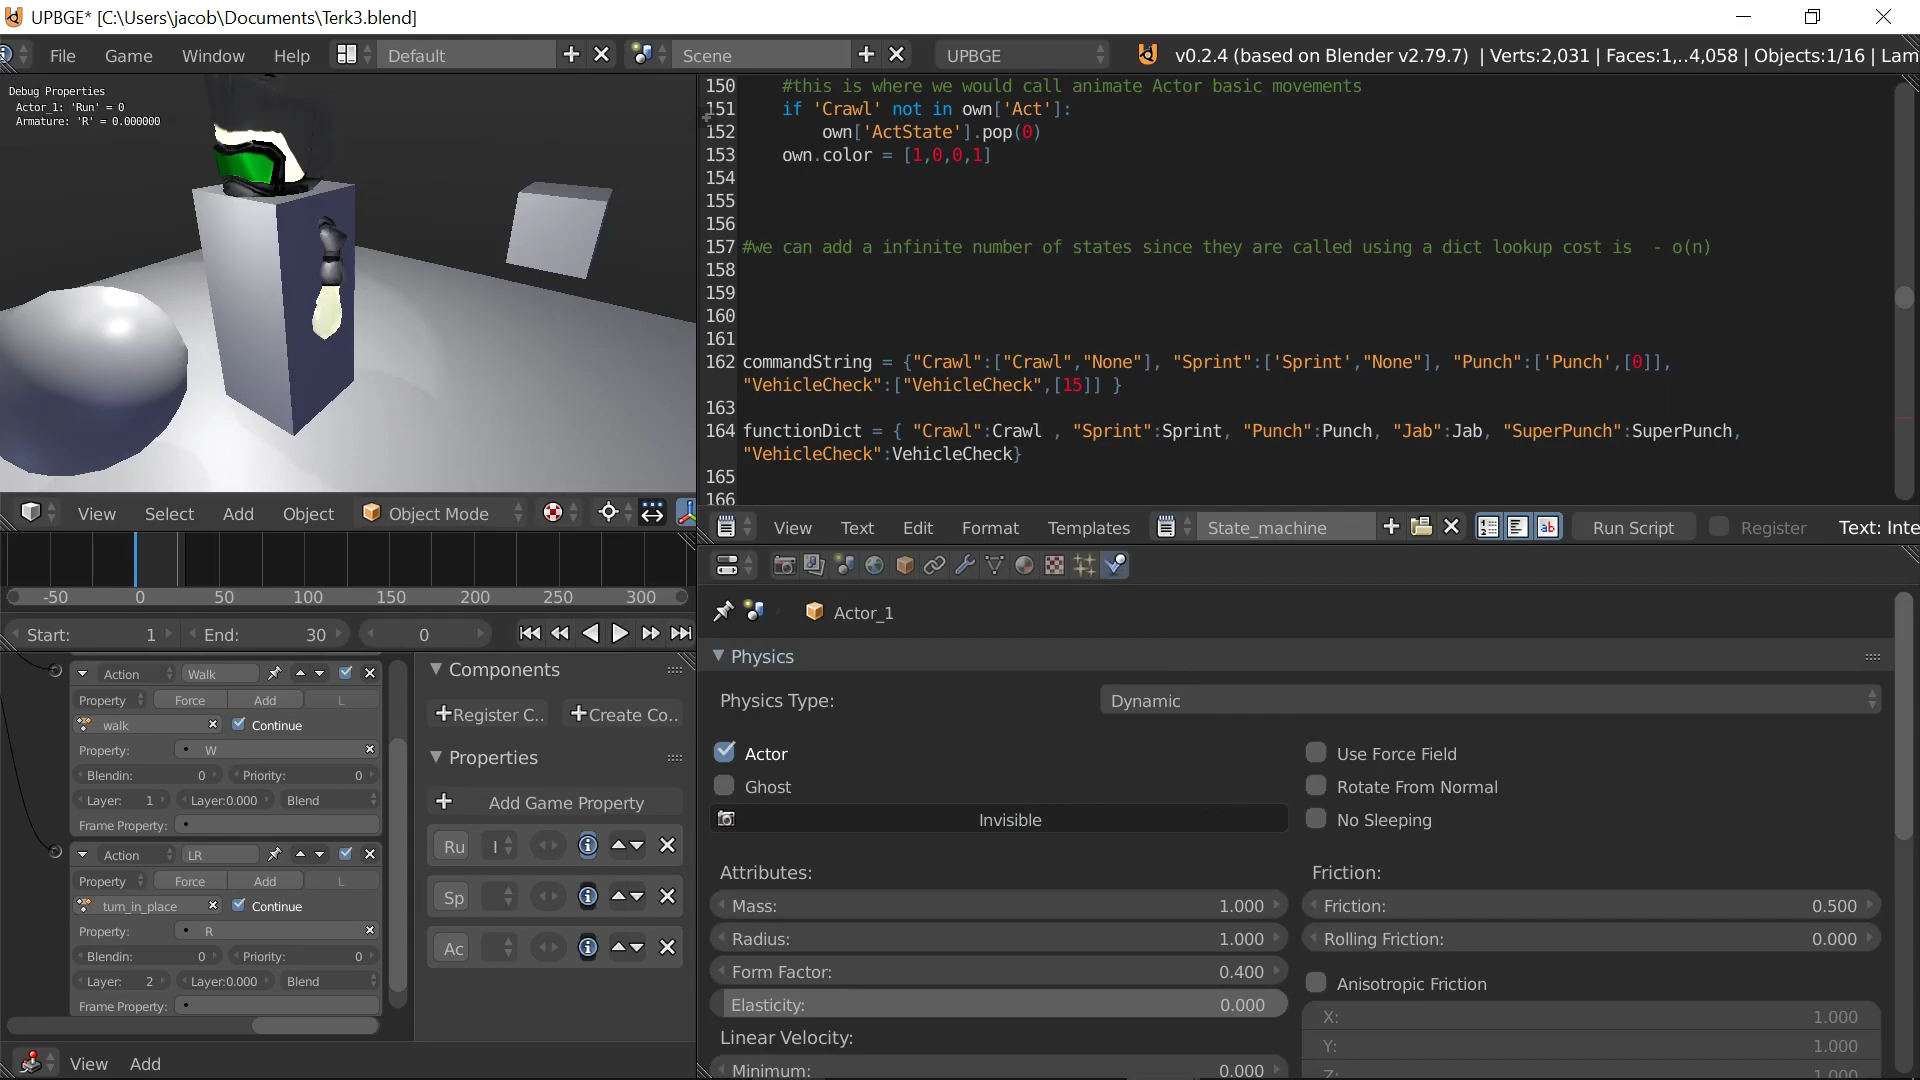 UPBGE* [C:\Users\jacob\Documents\Terk3.blend]
File Game Window Help Default Scene UPBGE v0.2.4 (based on Blender v2.79.7) | Verts:2,031 | Faces:1,..4,058 | Objects:1/16 | Lam
Debug Properties
Actor_1: 'Run' = 0
Armature: 'R' = 0.000000
150 #this is where we would call animate Actor basic movements
151 if 'Crawl' not in own['Act']:
152 own['ActState'].pop(0)
153 own.color = [1,0,0,1]
154
155
156
157 #we can add a infinite number of states since they are called using a dict lookup cost is  - o(n)
158
159
160
161
162 commandString = {"Crawl":["Crawl","None"], "Sprint":['Sprint',"None"], "Punch":['Punch',[0]],
"VehicleCheck":["VehicleCheck",[15]] }
163
164 functionDict = { "Crawl":Crawl , "Sprint":Sprint, "Punch":Punch, "Jab":Jab, "SuperPunch":SuperPunch,
"VehicleCheck":VehicleCheck}
165
166
View Select Add Object Object Mode
View Text Edit Format Templates State_machine Run Script Register Text: Inte
-50 0 50 100 150 200 250 300
Start: 1 End: 30 0
Action Walk
Property Force Add L
walk Continue
Property: W
Blendin: 0 Priority: 0
Layer: 1 Layer:0.000 Blend
Frame Property:
Action LR
Property Force Add L
turn_in_place Continue
Property: R
Blendin: 0 Priority: 0
Layer: 2 Layer:0.000 Blend
Frame Property:
View Add
Components
Register C.. Create Co..
Properties
Add Game Property
Ru I
Sp
Ac
Actor_1
Physics
Physics Type: Dynamic
Actor Use Force Field
Ghost Rotate From Normal
Invisible No Sleeping
Attributes: Friction:
Mass: 1.000 Friction: 0.500
Radius: 1.000 Rolling Friction: 0.000
Form Factor: 0.400
Elasticity: 0.000 Anisotropic Friction
Linear Velocity: X: 1.000
Y: 1.000
Minimum: 0.000 Z: 1.000